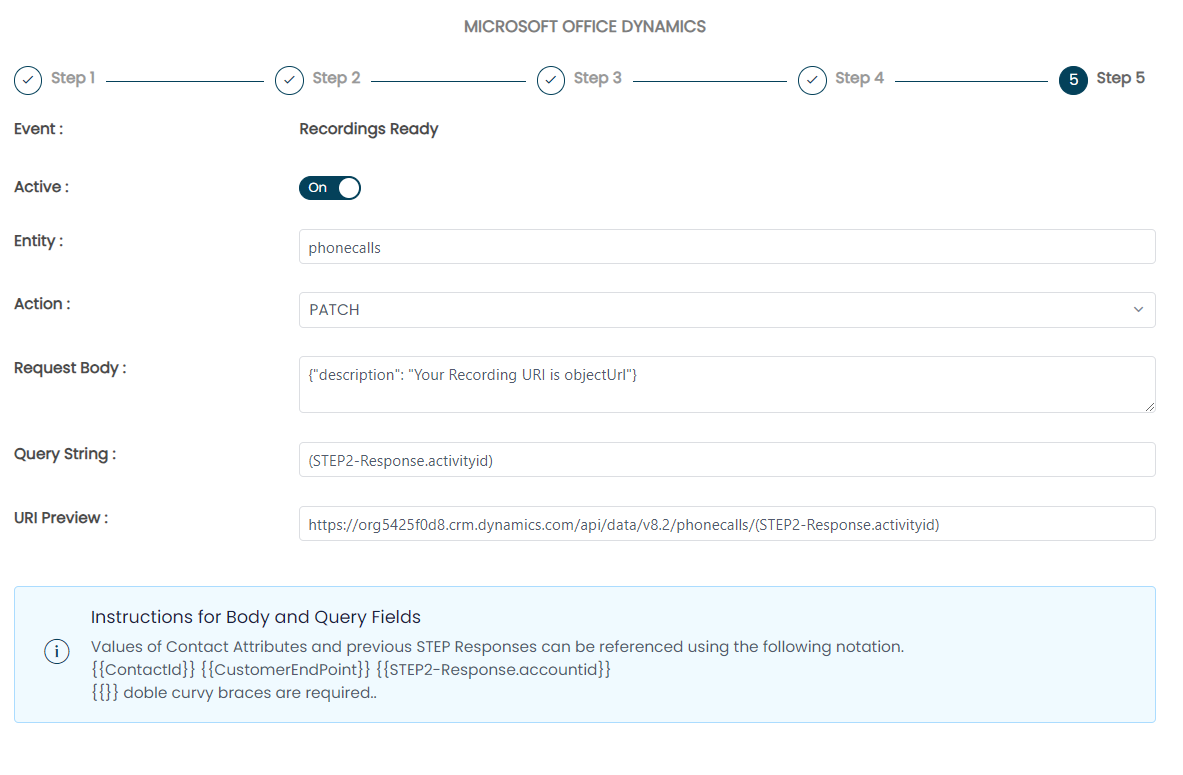 MICROSOFT OFFICE DYNAMICS
Step 1 Step 2 Step 3 Step 4 5 Step 5
Event : Recordings Ready
Active : On
Entity : phonecalls
Action : PATCH
Request Body : {"description": "Your Recording URI is objectUrl"}
Query String : (STEP2-Response.activityid)
URI Preview : https://org5425f0d8.crm.dynamics.com/api/data/v8.2/phonecalls/(STEP2-Response.activityid)
Instructions for Body and Query Fields
Values of Contact Attributes and previous STEP Responses can be referenced using the following notation.
{{ContactId}} {{CustomerEndPoint}} {{STEP2-Response.accountid}}
{{}} doble curvy braces are required..